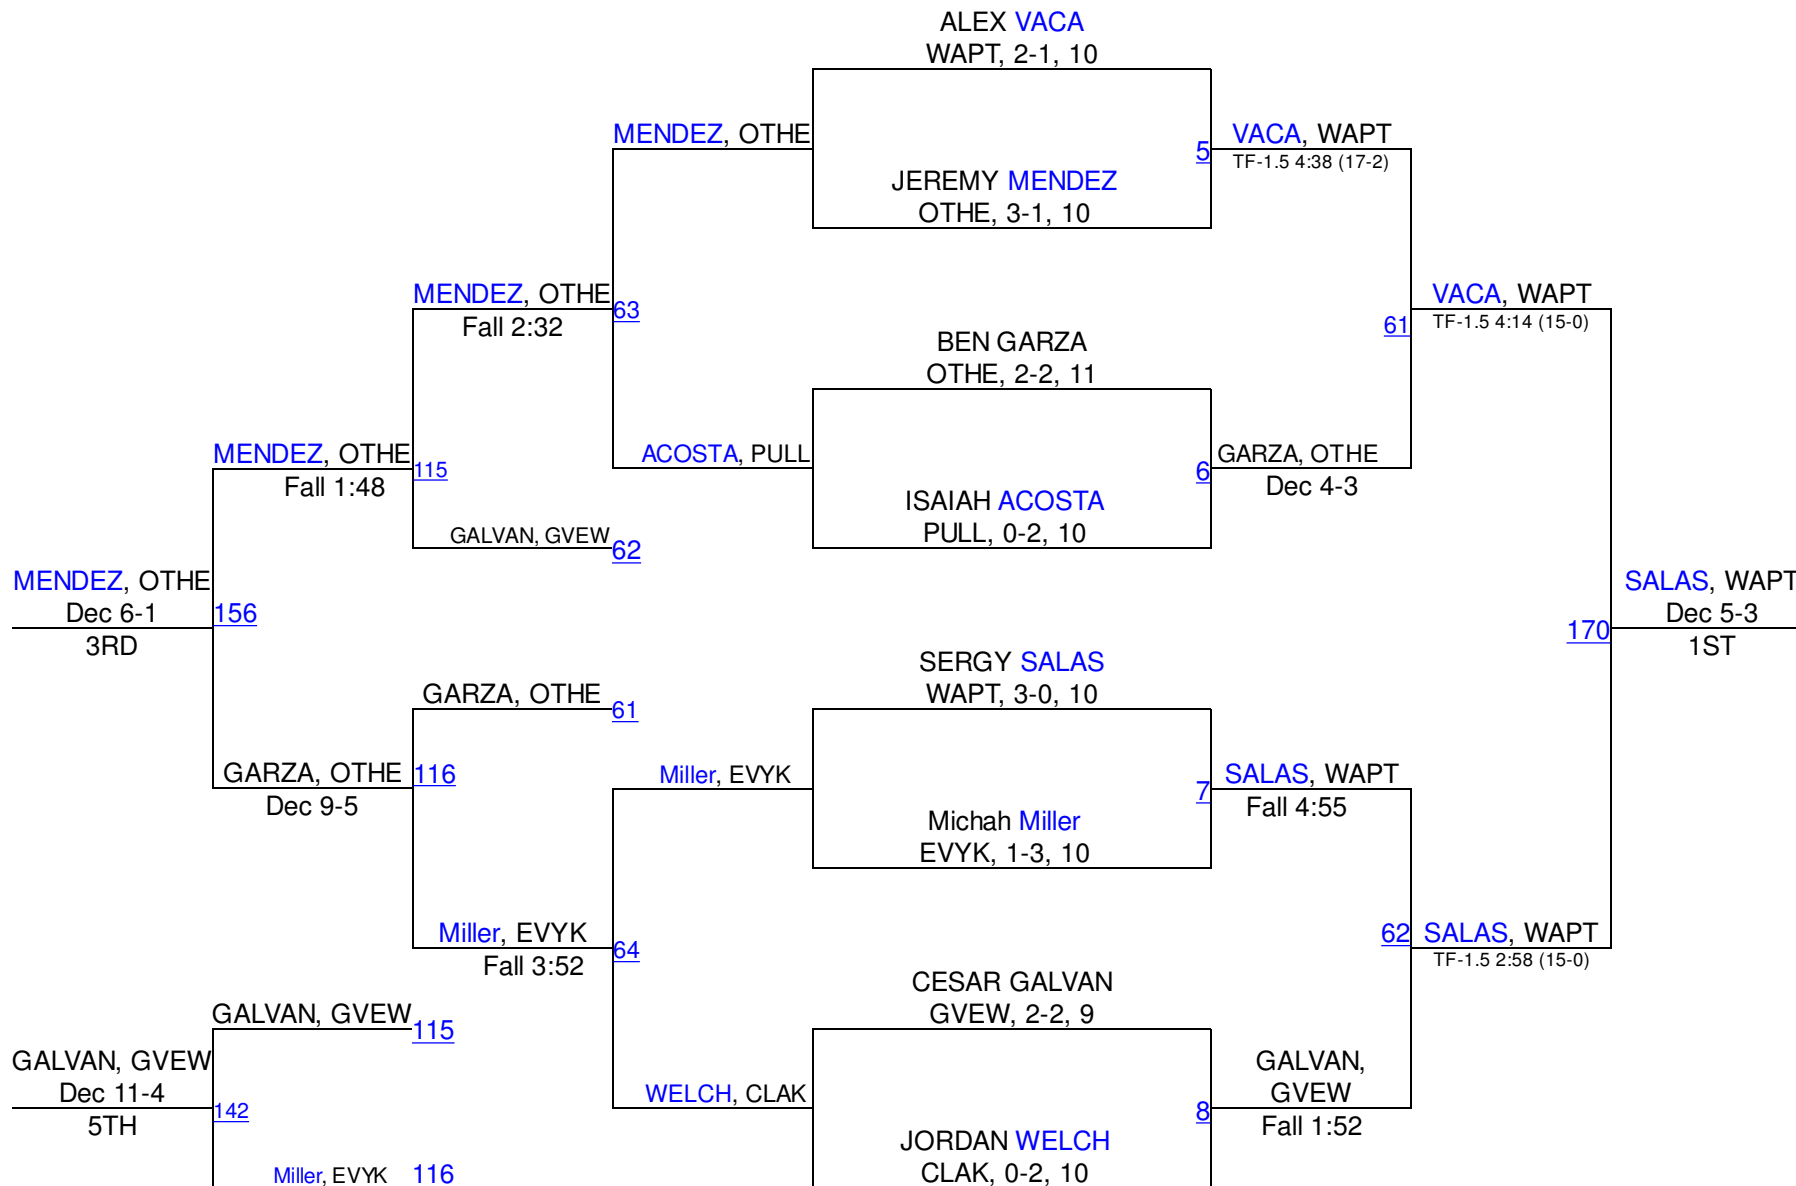 ALEX VACA
WAPT, 2-1, 10
MENDEZ, OTHE
5
VACA, WAPT
TF-1.5 4:38 (17-2)
JEREMY MENDEZ
OTHE, 3-1, 10
MENDEZ, OTHE
Fall 2:32
63
VACA, WAPT
TF-1.5 4:14 (15-0)
61
BEN GARZA
OTHE, 2-2, 11
MENDEZ, OTHE
Fall 1:48
115
ACOSTA, PULL
6
GARZA, OTHE
Dec 4-3
ISAIAH ACOSTA
PULL, 0-2, 10
GALVAN, GVEW
62
MENDEZ, OTHE
Dec 6-1
3RD
156
SALAS, WAPT
Dec 5-3
1ST
170
SERGY SALAS
WAPT, 3-0, 10
GARZA, OTHE
61
GARZA, OTHE
Dec 9-5
116
Miller, EVYK
7
SALAS, WAPT
Fall 4:55
Michah Miller
EVYK, 1-3, 10
Miller, EVYK
Fall 3:52
64
62
SALAS, WAPT
TF-1.5 2:58 (15-0)
CESAR GALVAN
GVEW, 2-2, 9
GALVAN, GVEW
115
GALVAN, GVEW
Dec 11-4
5TH
142
WELCH, CLAK
8
GALVAN,
GVEW
Fall 1:52
JORDAN WELCH
CLAK, 0-2, 10
Miller, EVYK
116